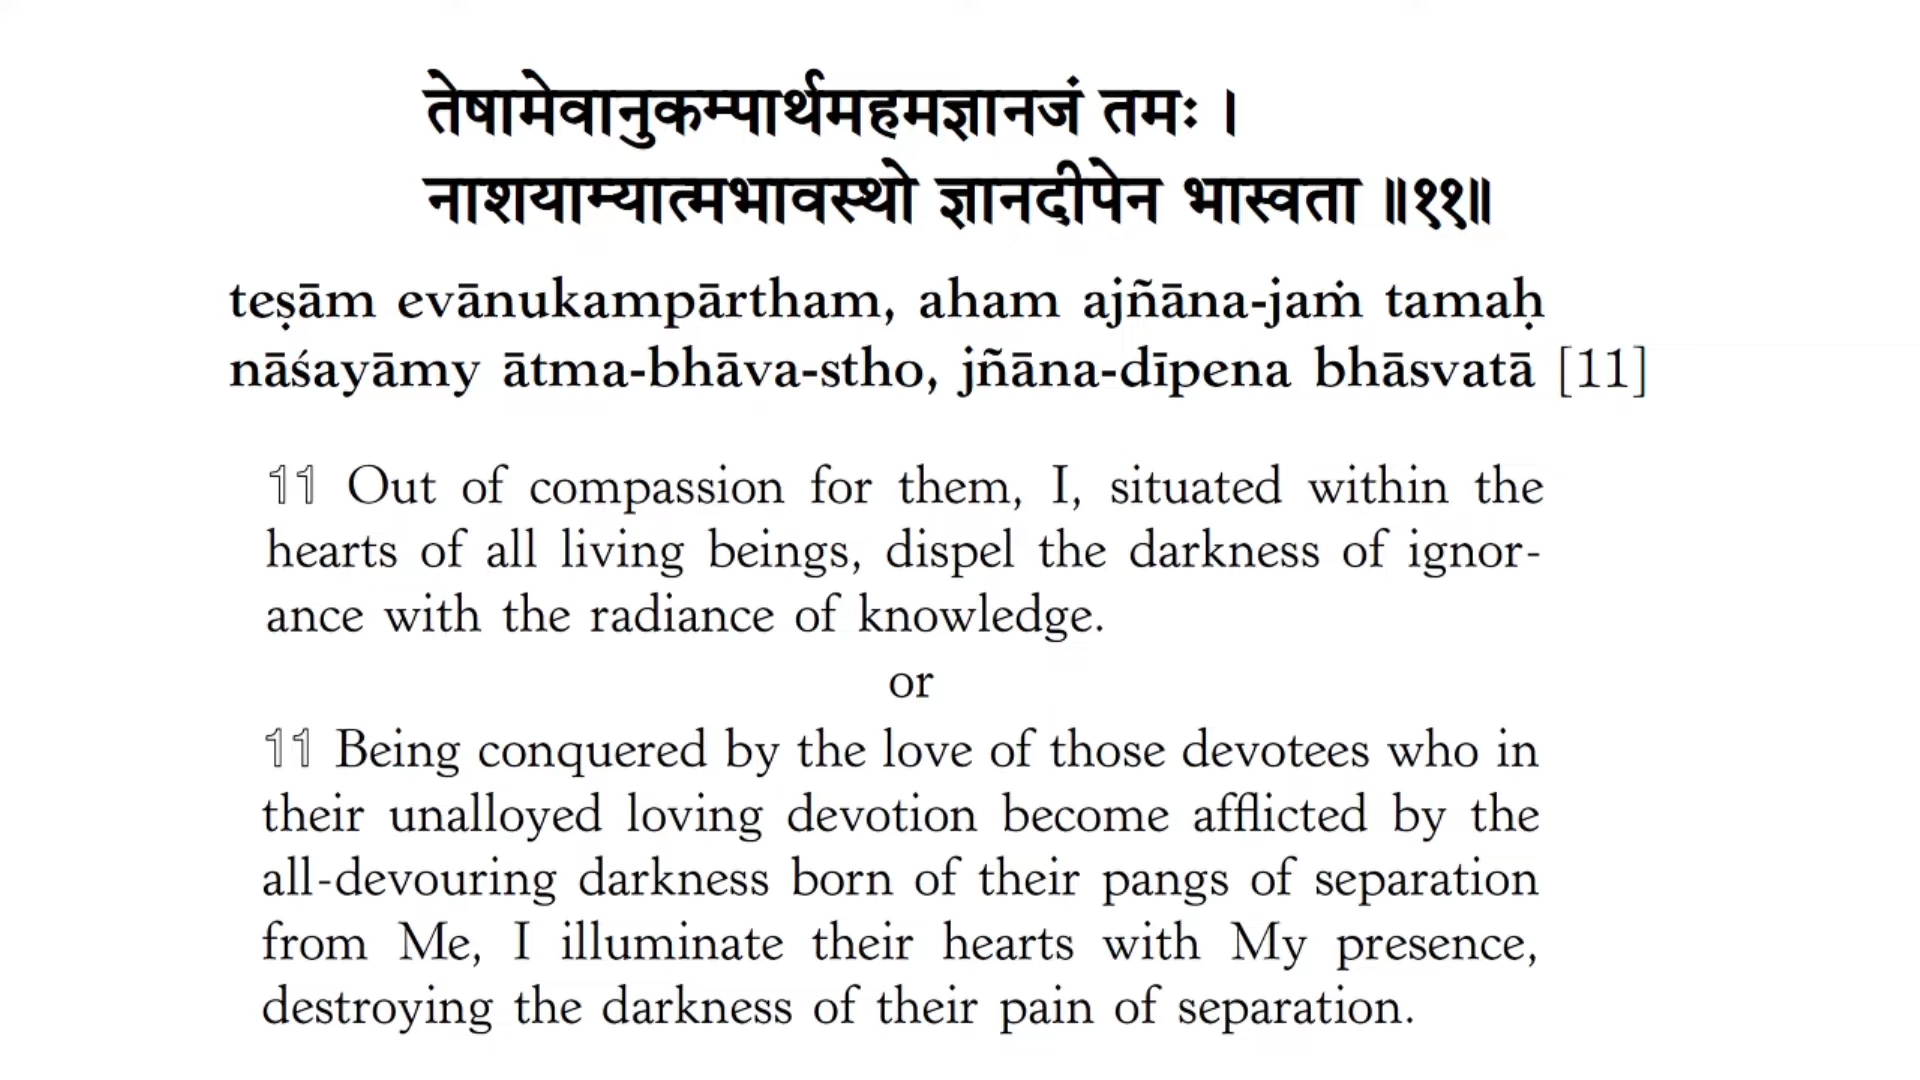 तेषामेवानुकम्पार्थमहमज्ञानजं तमः ।
नाशयाम्यात्मभावस्थो ज्ञानदीपेन भास्वता ॥११॥
teṣām evānukampārtham, aham ajñāna-jaṁ tamaḥ
nāśayāmy ātma-bhāva-stho, jñāna-dīpena bhāsvatā [11]
11 Out of compassion for them, I, situated within the
hearts of all living beings, dispel the darkness of ignor-
ance with the radiance of knowledge.
or
11 Being conquered by the love of those devotees who in
their unalloyed loving devotion become afflicted by the
all-devouring darkness born of their pangs of separation
from Me, I illuminate their hearts with My presence,
destroying the darkness of their pain of separation.